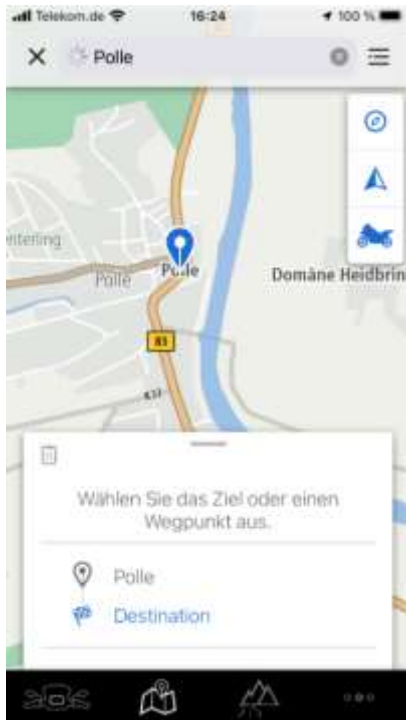 Telekom.de 16:24 100 %
Polle
Polle
Polle
Domäne Heidbrin
83
Wählen Sie das Ziel oder einen
Wegpunkt aus.
Polle
Destination